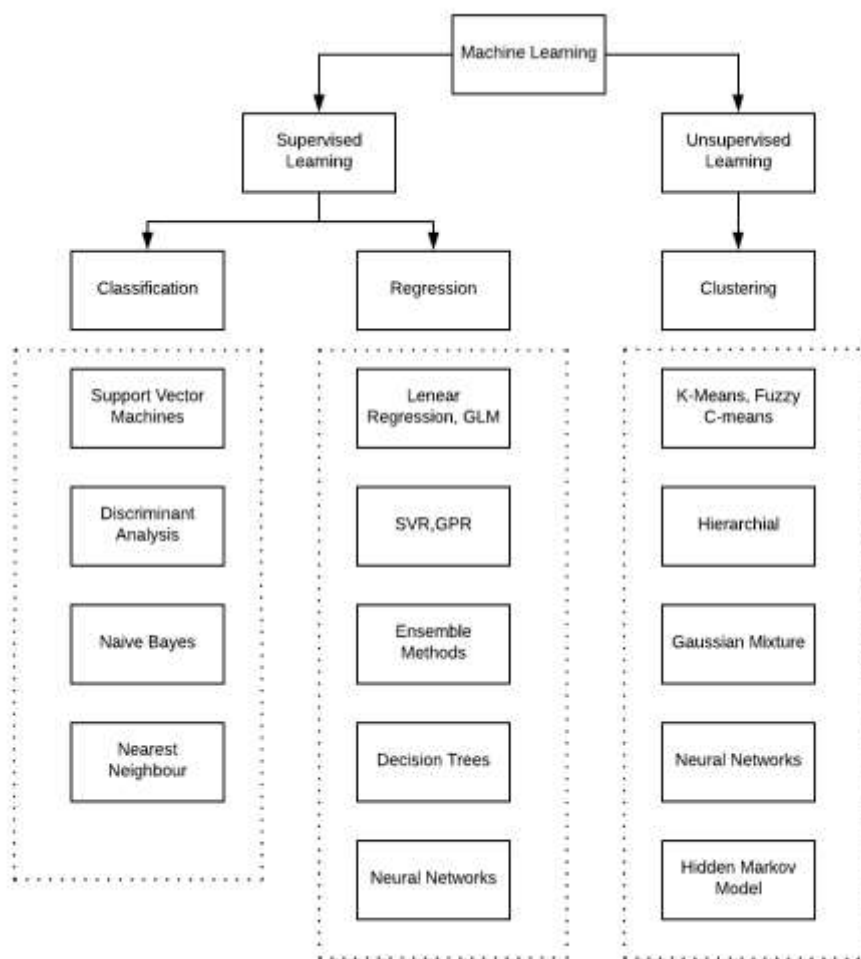 Machine Learning
Supervised
Learning
Unsupervised
Learning
Classification
Regression
Clustering
Support Vector
Machines
Discriminant
Analysis
Naive Bayes
Nearest
Neighbour
Lenear
Regression, GLM
SVR,GPR
Ensemble
Methods
Decision Trees
Neural Networks
K-Means, Fuzzy
C-means
Hierarchial
Gaussian Mixture
Neural Networks
Hidden Markov
Model